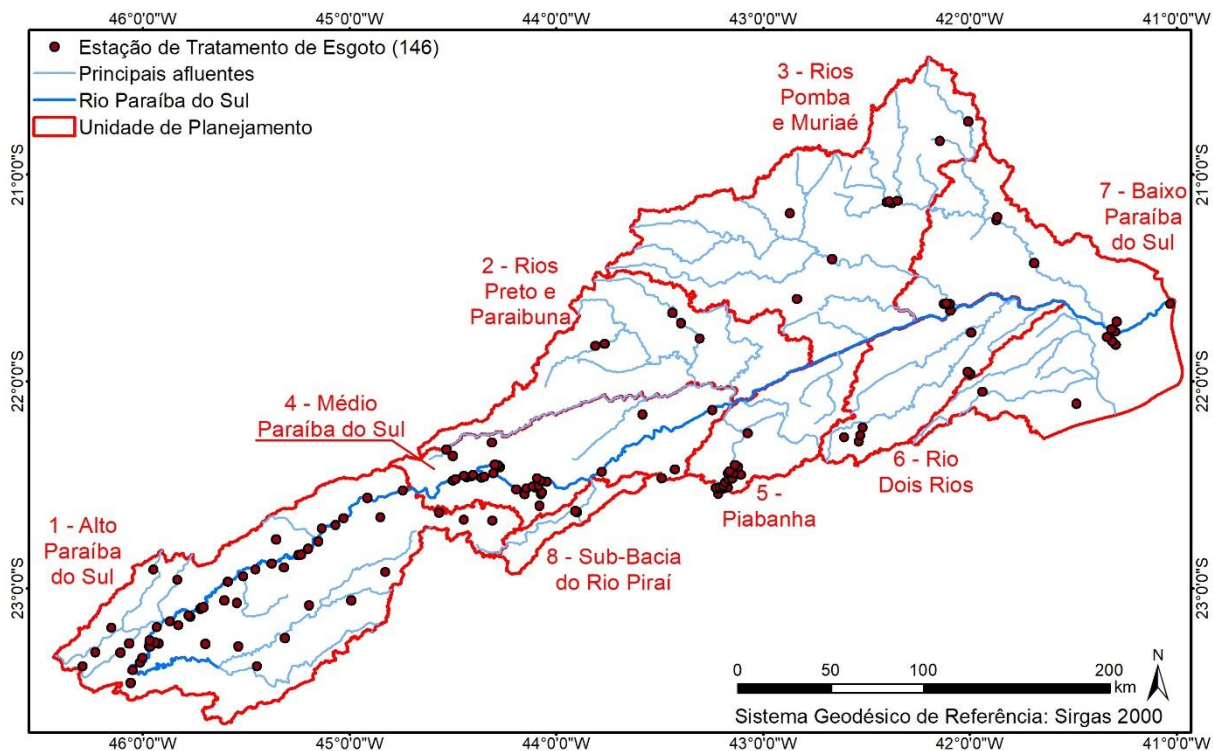 46°0'0"W
45°0'0"W
44°0'0"W
43°0'0"W
42°0'0"W
41°0'0"W
Estação de Tratamento de Esgoto (146)
Principais afluentes
Rio Paraíba do Sul
Unidade de Planejamento
3 - Rios
Pomba
e Muriaé
21°0'0"S
21°0'0"S
7 - Baixo
Paraíba
do Sul
2 - Rios
Preto e
Paraibuna
22°0'0"S
22°0'0"S
4 - Médio
Paraíba do Sul
6 - Rio
Dois Rios
5 -
Piabanha
1 - Alto
Paraíba
do Sul
8 - Sub-Bacia
do Rio Piraí
23°0'0"S
23°0'0"S
N
0 50 100 200
km
Sistema Geodésico de Referência: Sirgas 2000
46°0'0"W
45°0'0"W
44°0'0"W
43°0'0"W
42°0'0"W
41°0'0"W